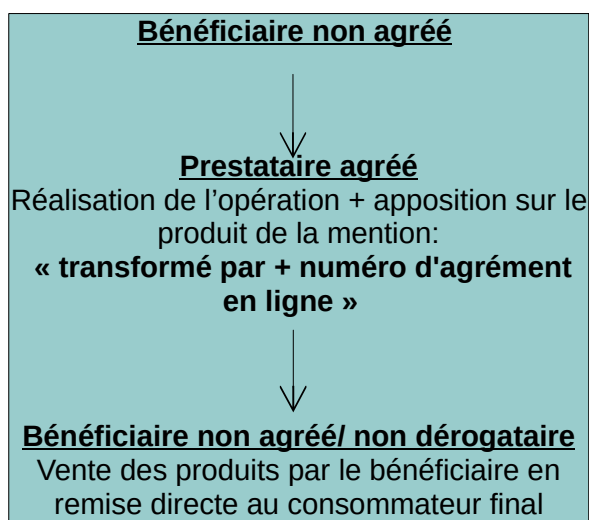 Bénéficiaire non agréé
Prestataire agréé
Réalisation de l'opération + apposition sur le
produit de la mention:
« transformé par + numéro d'agrément
en ligne »
Bénéficiaire non agréé/ non dérogataire
Vente des produits par le bénéficiaire en
remise directe au consommateur final